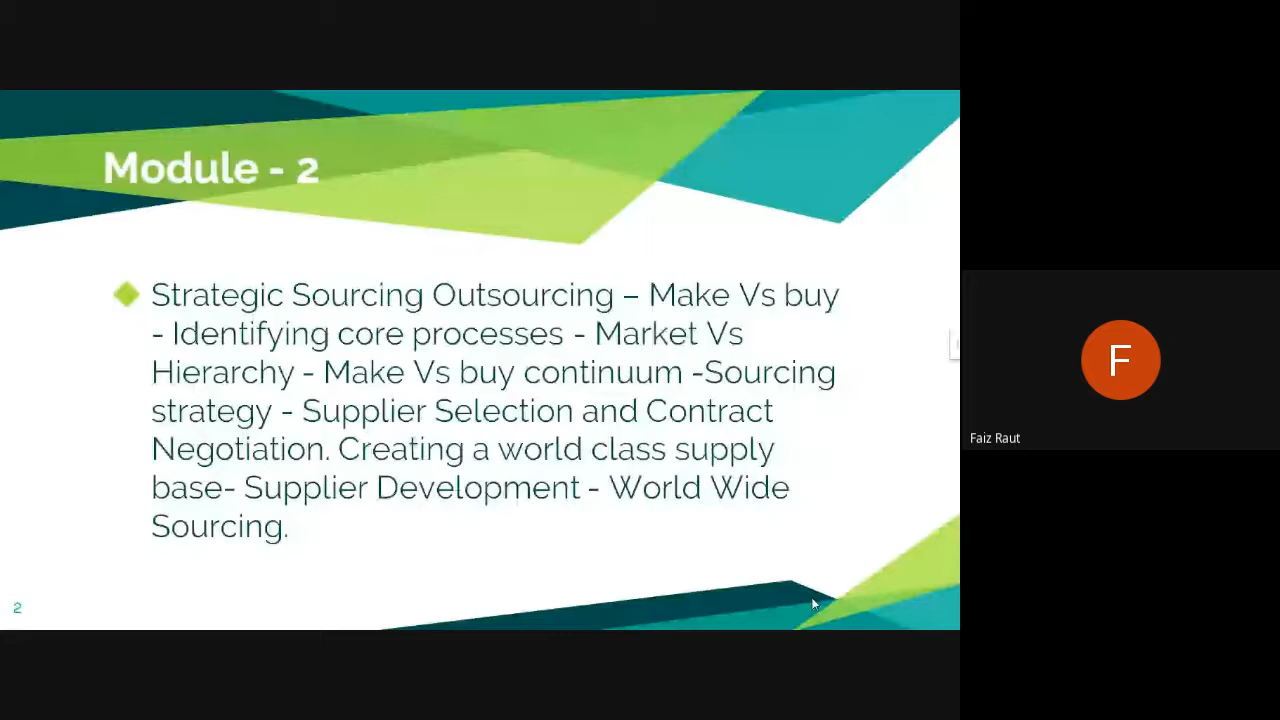 Module - 2
Strategic Sourcing Outsourcing – Make Vs buy
- Identifying core processes - Market Vs
Hierarchy - Make Vs buy continuum -Sourcing
strategy - Supplier Selection and Contract
Negotiation. Creating a world class supply
base- Supplier Development - World Wide
Sourcing.
2
F
Faiz Raut